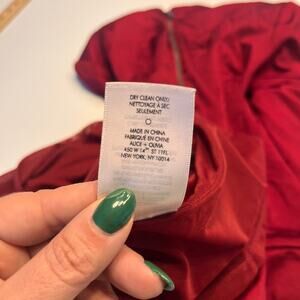 DRY CLEAN ONLY/
NETTOYAGE A SEC
SEULEMENT
MADE IN CHINA
FABRIQUE EN CHINE
ALICE + OLIVIA
450 W 14TH ST 11FL
NEW YORK, NY 10014